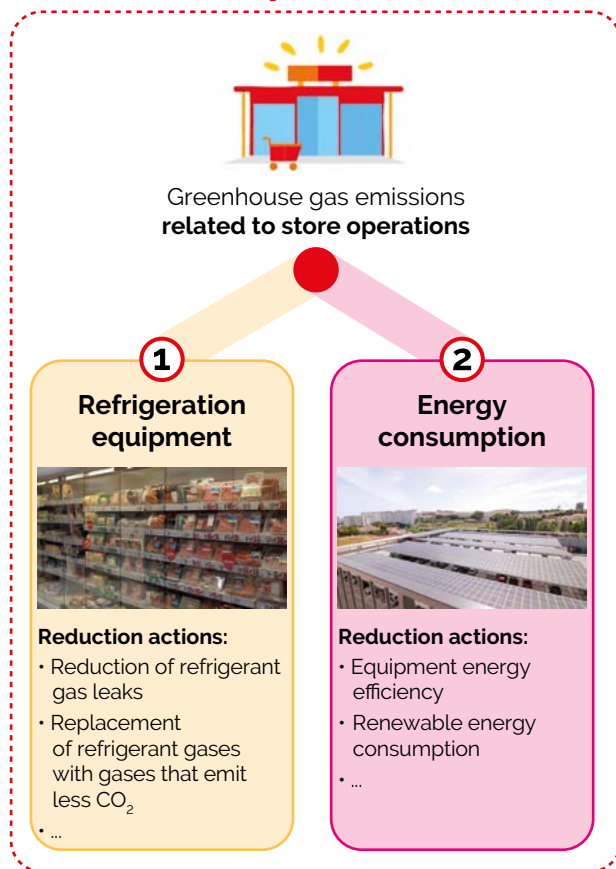 Greenhouse gas emissions
related to store operations
1
Refrigeration
equipment
Reduction actions:
• Reduction of refrigerant
gas leaks
• Replacement
of refrigerant gases
with gases that emit
less CO₂
• ...
2
Energy
consumption
Reduction actions:
• Equipment energy
efficiency
• Renewable energy
consumption
• ...